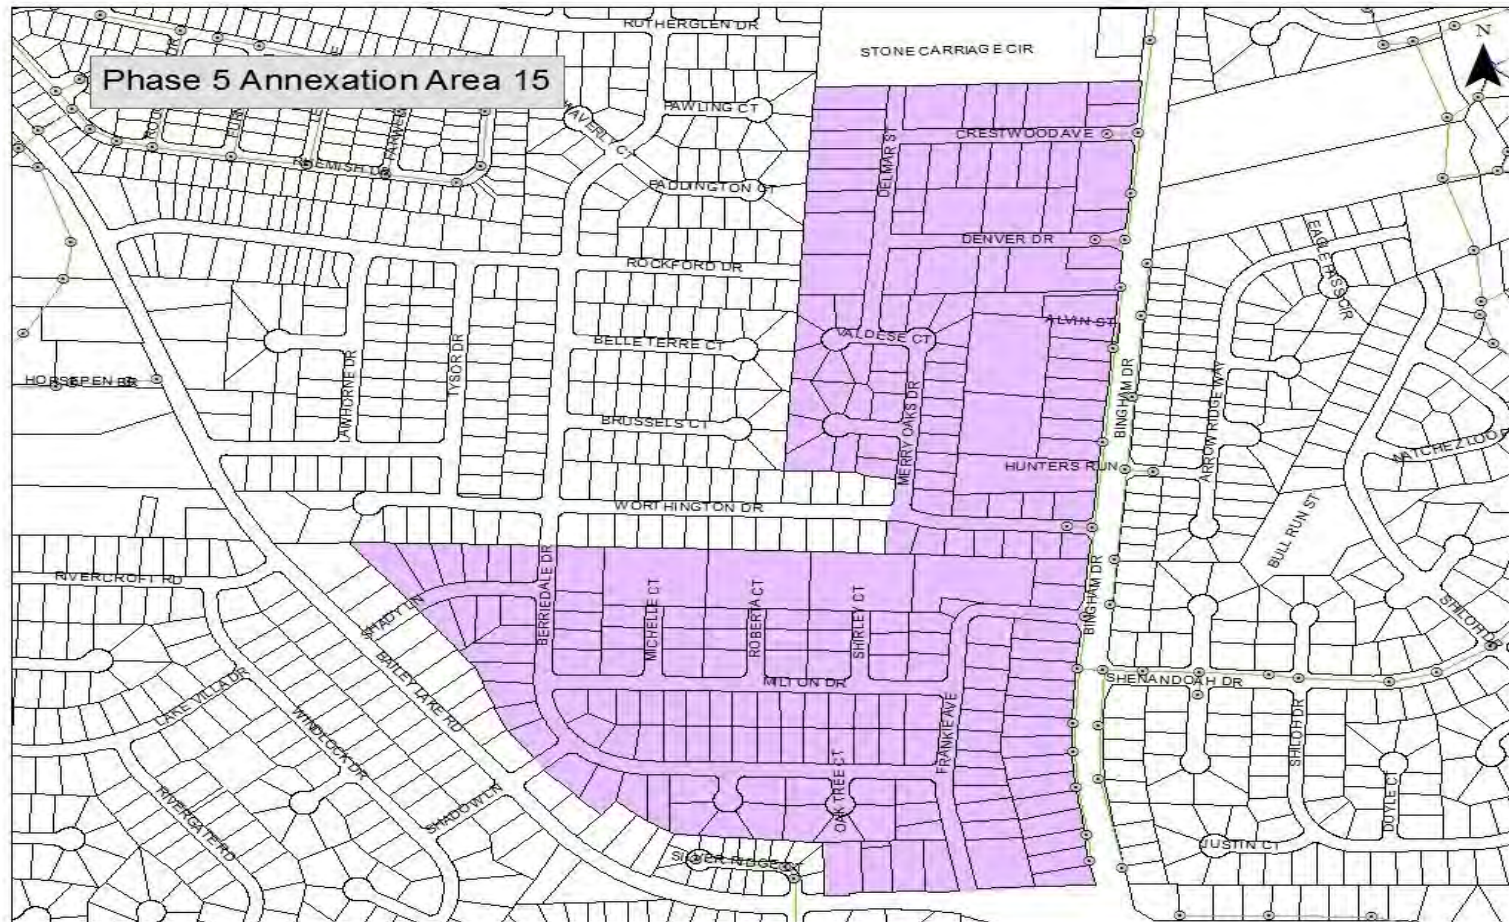 RUTHERGLEN DR
STONE CARRIAGE CIR
N
Phase 5 Annexation Area 15
PAWLING CT
WAVERLY CT
CRESTWOOD AVE
DELMAR ST
PADDINGTON CT
DENVER DR
ROCKFORD DR
EAGLE PASS CIR
ALVIN ST
VALDESE CT
BELLE TERRE CT
TYSOR DR
BINGHAM DR
HORSEPEN BR
ARROW RIDGE WAY
MERRY OAKS DR
BRUSSELS CT
HUNTERS RUN
WORTHINGTON DR
BULL RUN ST
RIVERCROFT RD
BERRIEDALE DR
MICHELLE CT
ROBERTA CT
SHIRLEY CT
BINGHAM DR
SHADY LN
BAILEY LAKE RD
MILTON DR
SHENANDOAH DR
SHILOH DR
LAKE VILLA DR
WINDLOCK DR
FRANKIE AVE
SHILOH DR
OAK TREE CT
DOYLE CT
SHADOW LN
RIVERGATE RD
JUSTIN CT